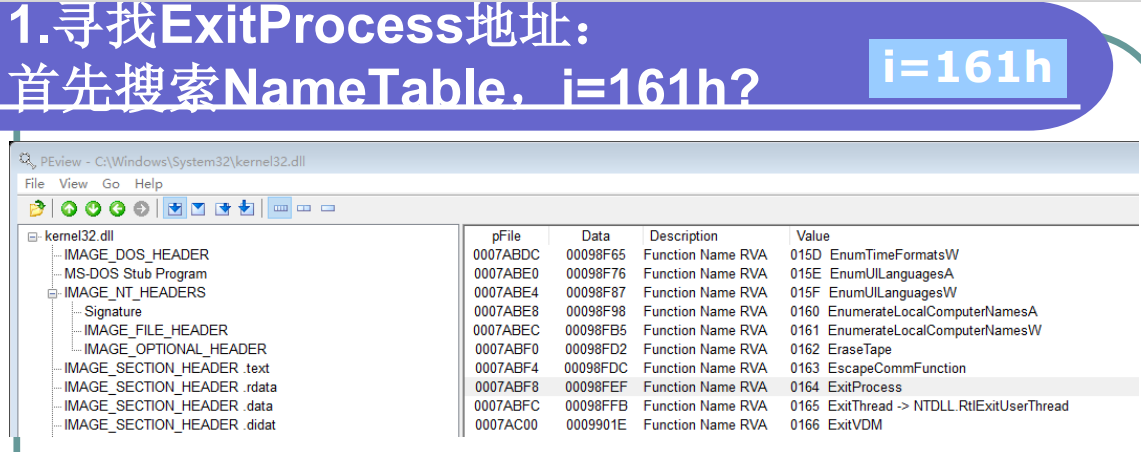 1.寻找ExitProcess地址：
首先搜索NameTable，i=161h?
i=161h
PEview - C:\Windows\System32\kernel32.dll
File View Go Help
kernel32.dll
IMAGE_DOS_HEADER
MS-DOS Stub Program
IMAGE_NT_HEADERS
Signature
IMAGE_FILE_HEADER
IMAGE_OPTIONAL_HEADER
IMAGE_SECTION_HEADER .text
IMAGE_SECTION_HEADER .rdata
IMAGE_SECTION_HEADER .data
IMAGE_SECTION_HEADER .didat
pFile Data Description Value
0007ABDC 00098F65 Function Name RVA 015D EnumTimeFormatsW
0007ABE0 00098F76 Function Name RVA 015E EnumUILanguagesA
0007ABE4 00098F87 Function Name RVA 015F EnumUILanguagesW
0007ABE8 00098F98 Function Name RVA 0160 EnumerateLocalComputerNamesA
0007ABEC 00098FB5 Function Name RVA 0161 EnumerateLocalComputerNamesW
0007ABF0 00098FD2 Function Name RVA 0162 EraseTape
0007ABF4 00098FDC Function Name RVA 0163 EscapeCommFunction
0007ABF8 00098FEF Function Name RVA 0164 ExitProcess
0007ABFC 00098FFB Function Name RVA 0165 ExitThread -> NTDLL.RtlExitUserThread
0007AC00 0009901E Function Name RVA 0166 ExitVDM